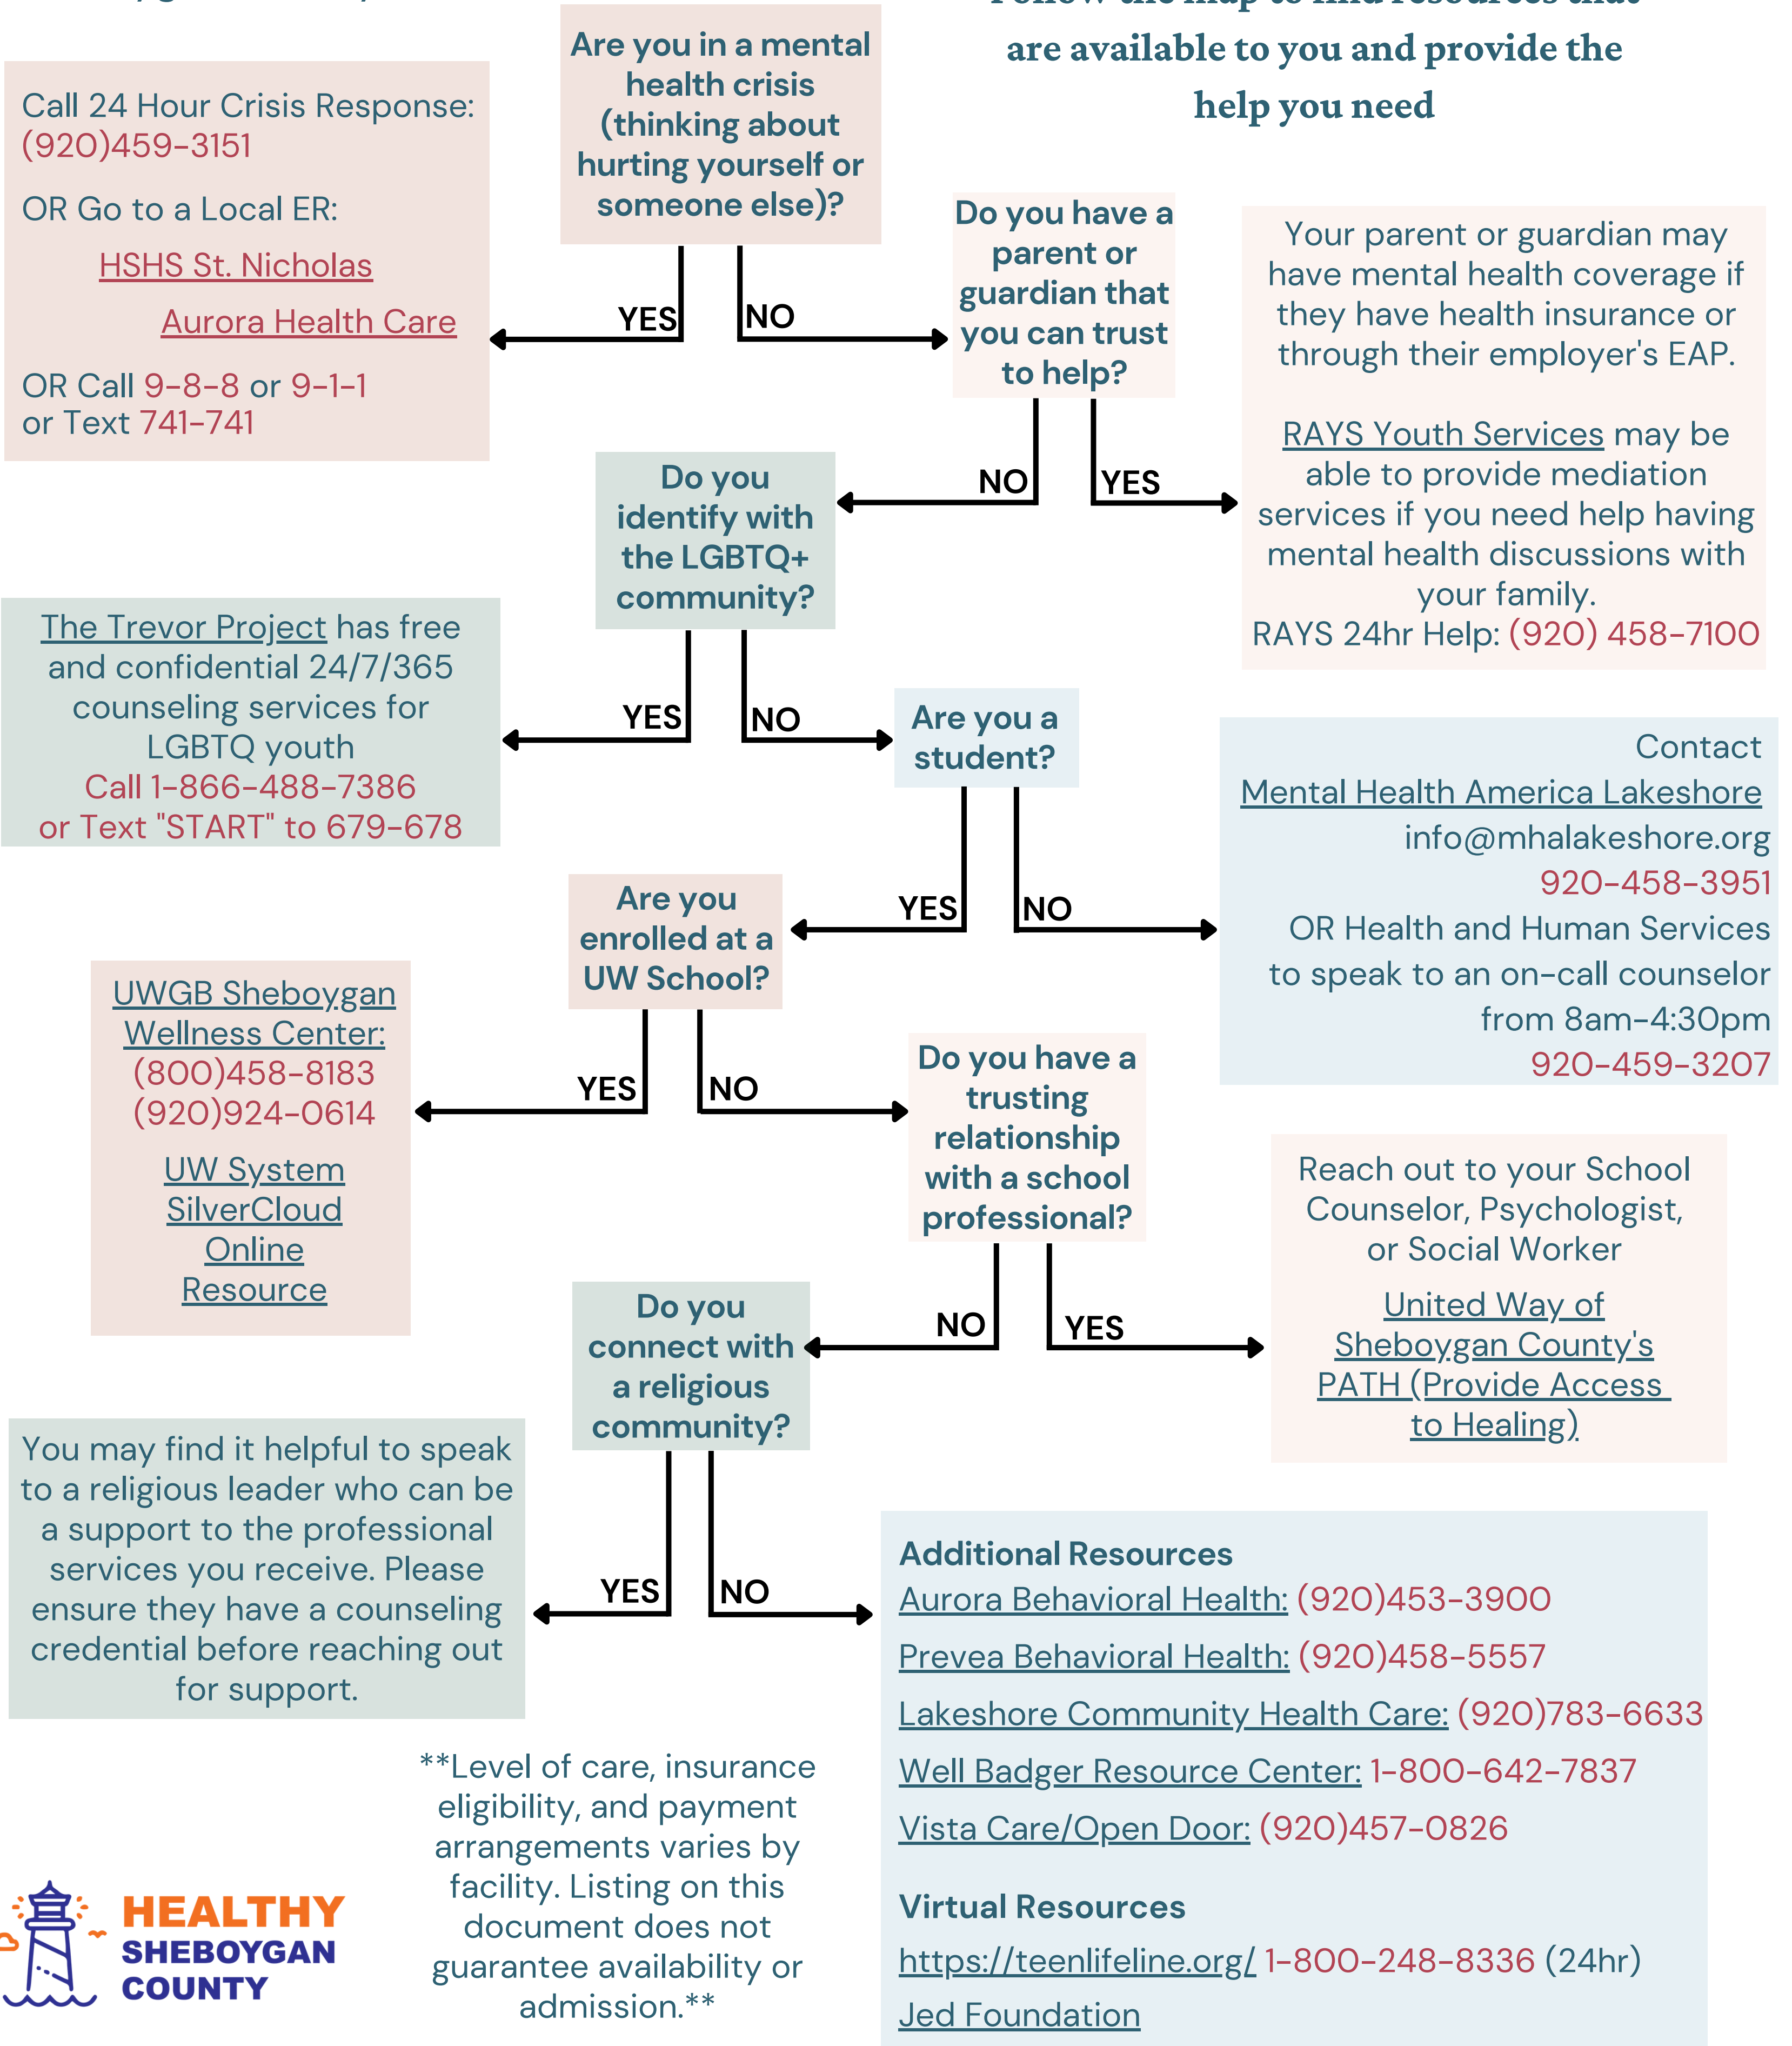 are available to you and provide the
help you need
Are you in a mental
health crisis
(thinking about
hurting yourself or
someone else)?
YES
NO
Call 24 Hour Crisis Response:
(920)459-3151
OR Go to a Local ER:
HSHS St. Nicholas
Aurora Health Care
OR Call 9-8-8 or 9-1-1
or Text 741-741
Do you have a
parent or
guardian that
you can trust
to help?
NO
YES
Your parent or guardian may
have mental health coverage if
they have health insurance or
through their employer's EAP.
RAYS Youth Services may be
able to provide mediation
services if you need help having
mental health discussions with
your family.
RAYS 24hr Help: (920) 458-7100
Do you
identify with
the LGBTQ+
community?
YES
NO
The Trevor Project has free
and confidential 24/7/365
counseling services for
LGBTQ youth
Call 1-866-488-7386
or Text "START" to 679-678
Are you a
student?
YES
NO
Contact
Mental Health America Lakeshore
info@mhalakeshore.org
920-458-3951
OR Health and Human Services
to speak to an on-call counselor
from 8am-4:30pm
920-459-3207
Are you
enrolled at a
UW School?
YES
NO
UWGB Sheboygan
Wellness Center:
(800)458-8183
(920)924-0614
UW System
SilverCloud
Online
Resource
Do you have a
trusting
relationship
with a school
professional?
NO
YES
Reach out to your School
Counselor, Psychologist,
or Social Worker
United Way of
Sheboygan County's
PATH (Provide Access
to Healing)
Do you
connect with
a religious
community?
YES
NO
You may find it helpful to speak
to a religious leader who can be
a support to the professional
services you receive. Please
ensure they have a counseling
credential before reaching out
for support.
Additional Resources
Aurora Behavioral Health: (920)453-3900
Prevea Behavioral Health: (920)458-5557
Lakeshore Community Health Care: (920)783-6633
Well Badger Resource Center: 1-800-642-7837
Vista Care/Open Door: (920)457-0826
Virtual Resources
https://teenlifeline.org/ 1-800-248-8336 (24hr)
Jed Foundation
**Level of care, insurance
eligibility, and payment
arrangements varies by
facility. Listing on this
document does not
guarantee availability or
admission.**
HEALTHY
SHEBOYGAN
COUNTY